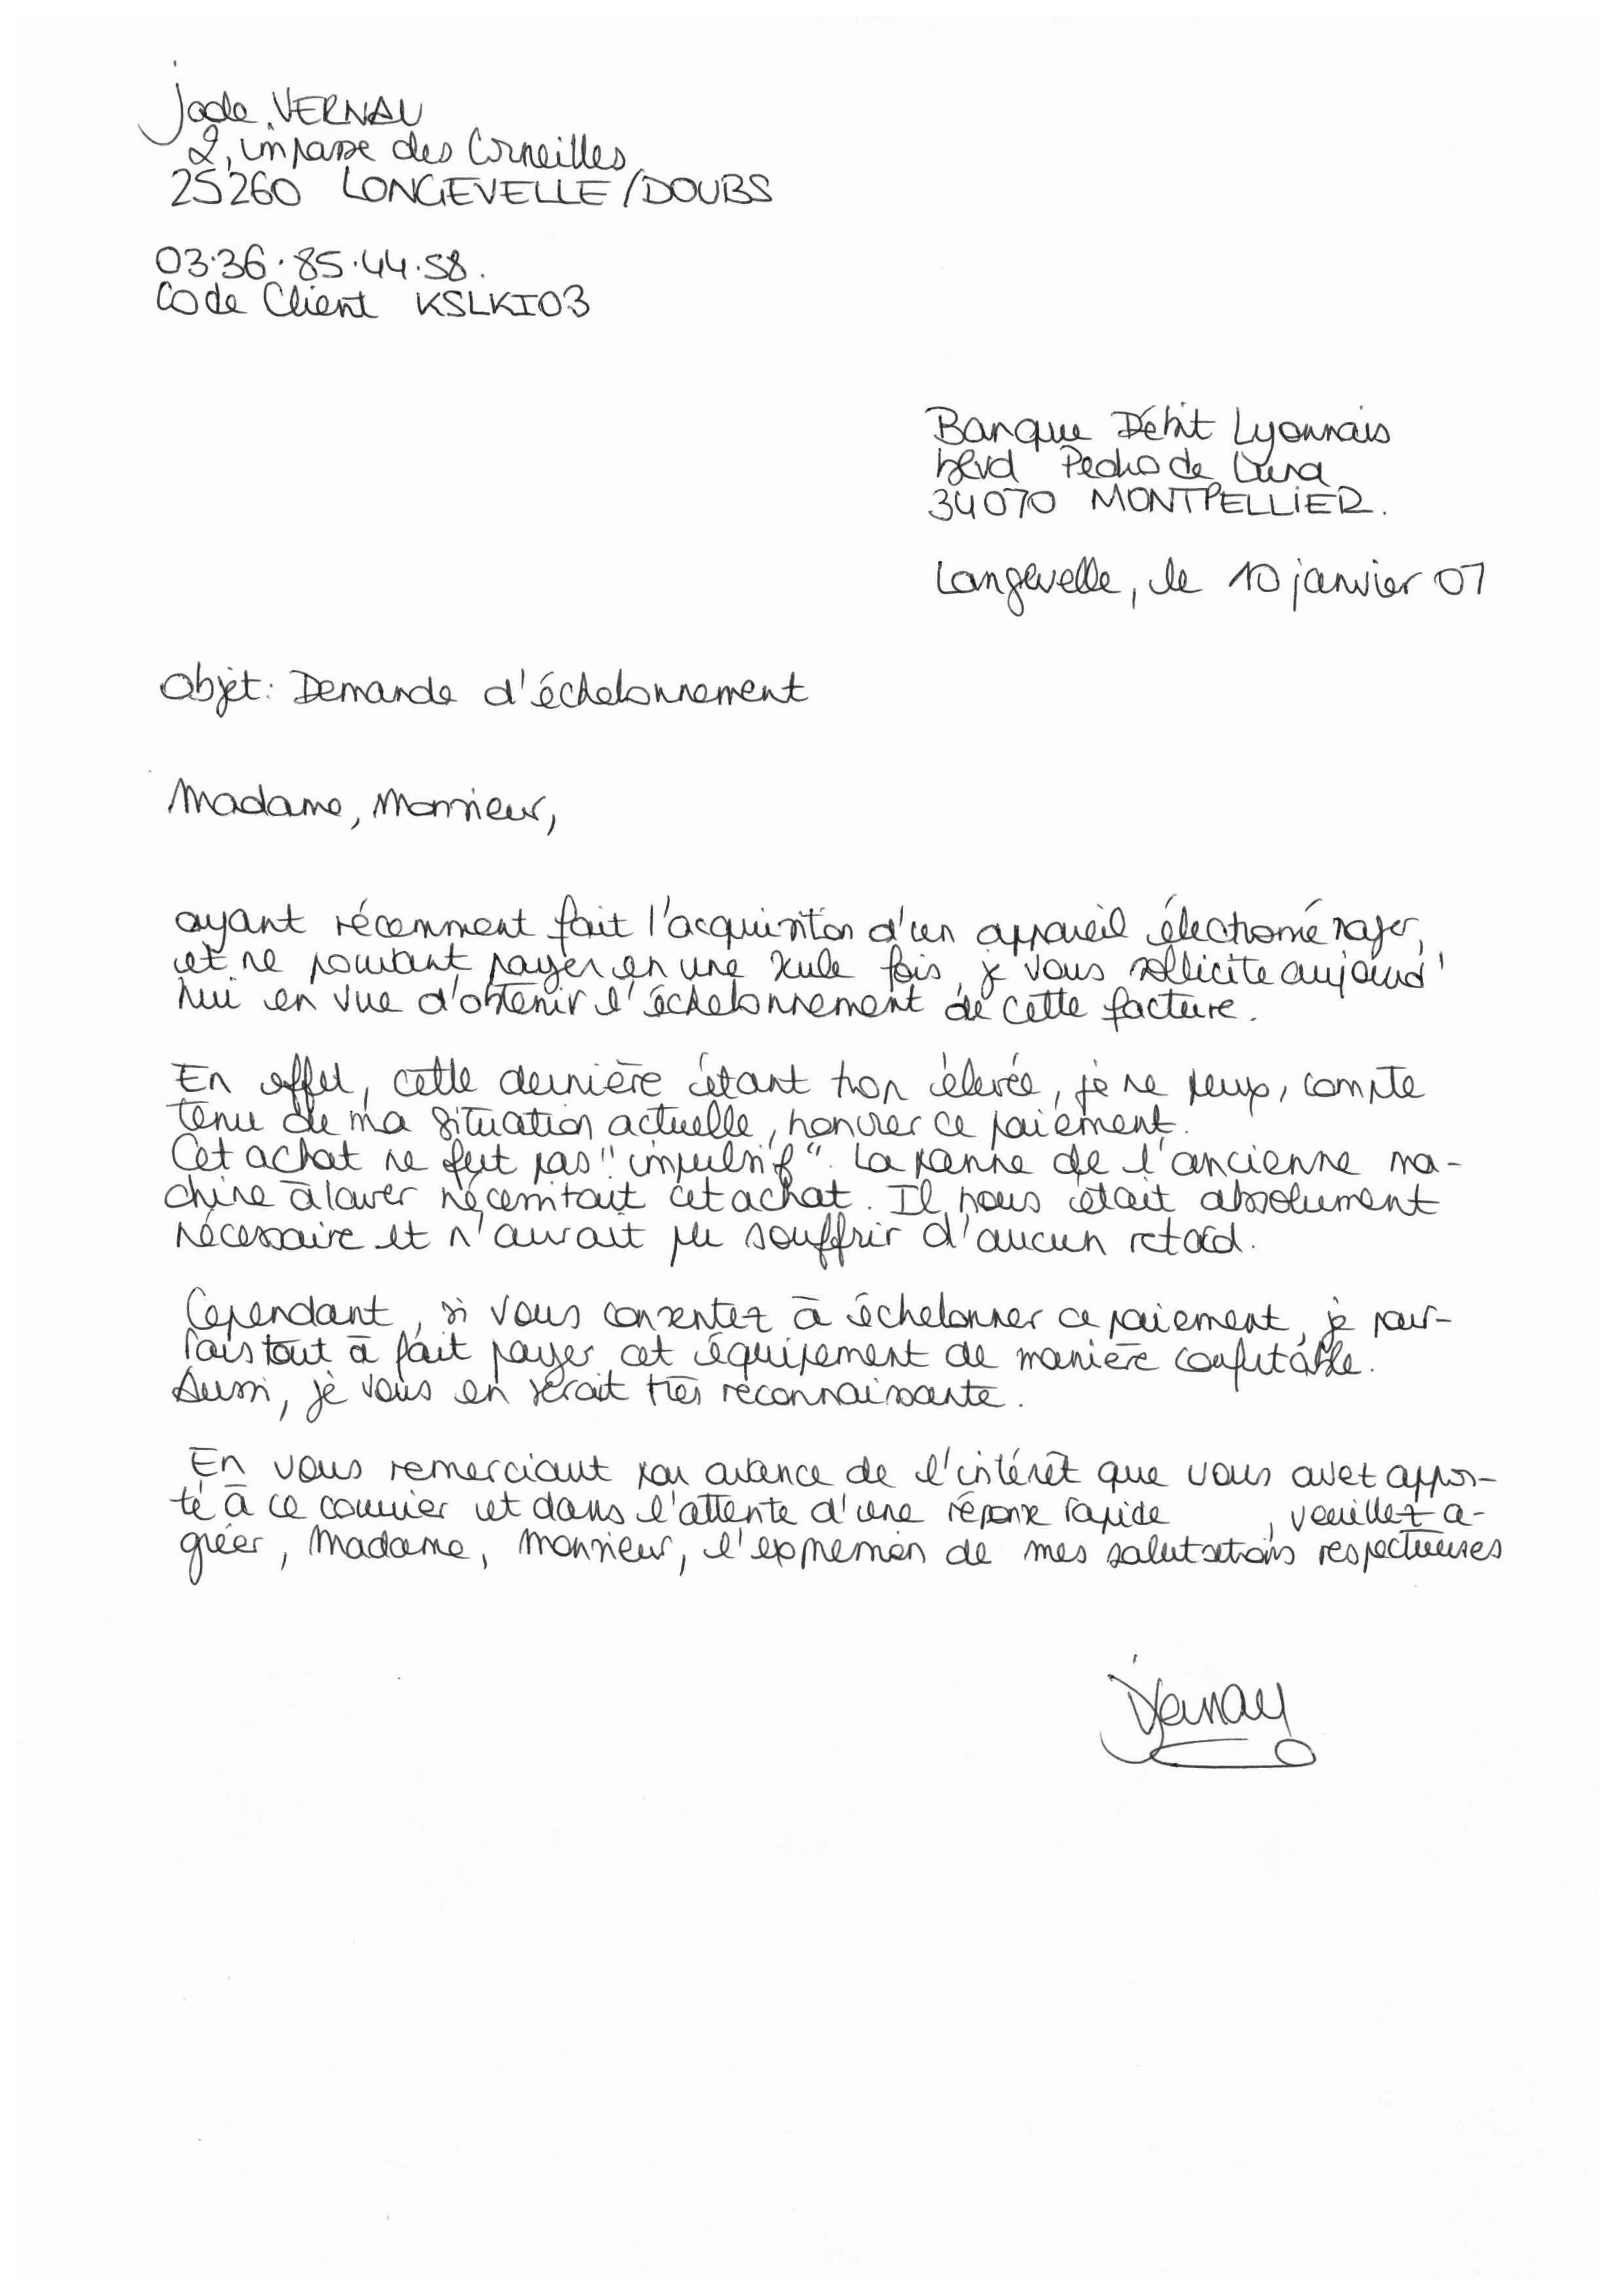 Jade VERNAU
2, impasse des Corneilles
25260 LONGEVELLE/DOUBS
03.36.85.44.58.
Code Client KSLKI03
Banque Débit Lyonnais
blvd Pedro de Luna
34070 MONTPELLIER.
Longevelle, le 10 janvier 07
Objet: Demande d'échelonnement
Madame, Monsieur,
ayant récemment fait l'acquisition d'un appareil électroménager,
et ne pouvant payer en une seule fois, je vous sollicite aujourd'
hui en vue d'obtenir l'échelonnement de cette facture.
En effet, cette dernière étant trop élevée, je ne peux, compte
tenu de ma situation actuelle, honorer ce paiement.
Cet achat ne fut pas "impulsif". La panne de l'ancienne ma-
chine à laver nécessitait cet achat. Il nous était absolument
nécessaire et n'aurait pu souffrir d'aucun retard.
Cependant, si vous consentez à échelonner ce paiement, je pour-
rais tout à fait payer cet équipement de manière confortable.
Aussi, je vous en serait très reconnaissante.
En vous remerciant par avance de l'intérêt que vous avez appor-
té à ce courrier et dans l'attente d'une réponse rapide , veuillez a-
gréer, Madame, Monsieur, l'expression de mes salutations respectueuses
JVernau